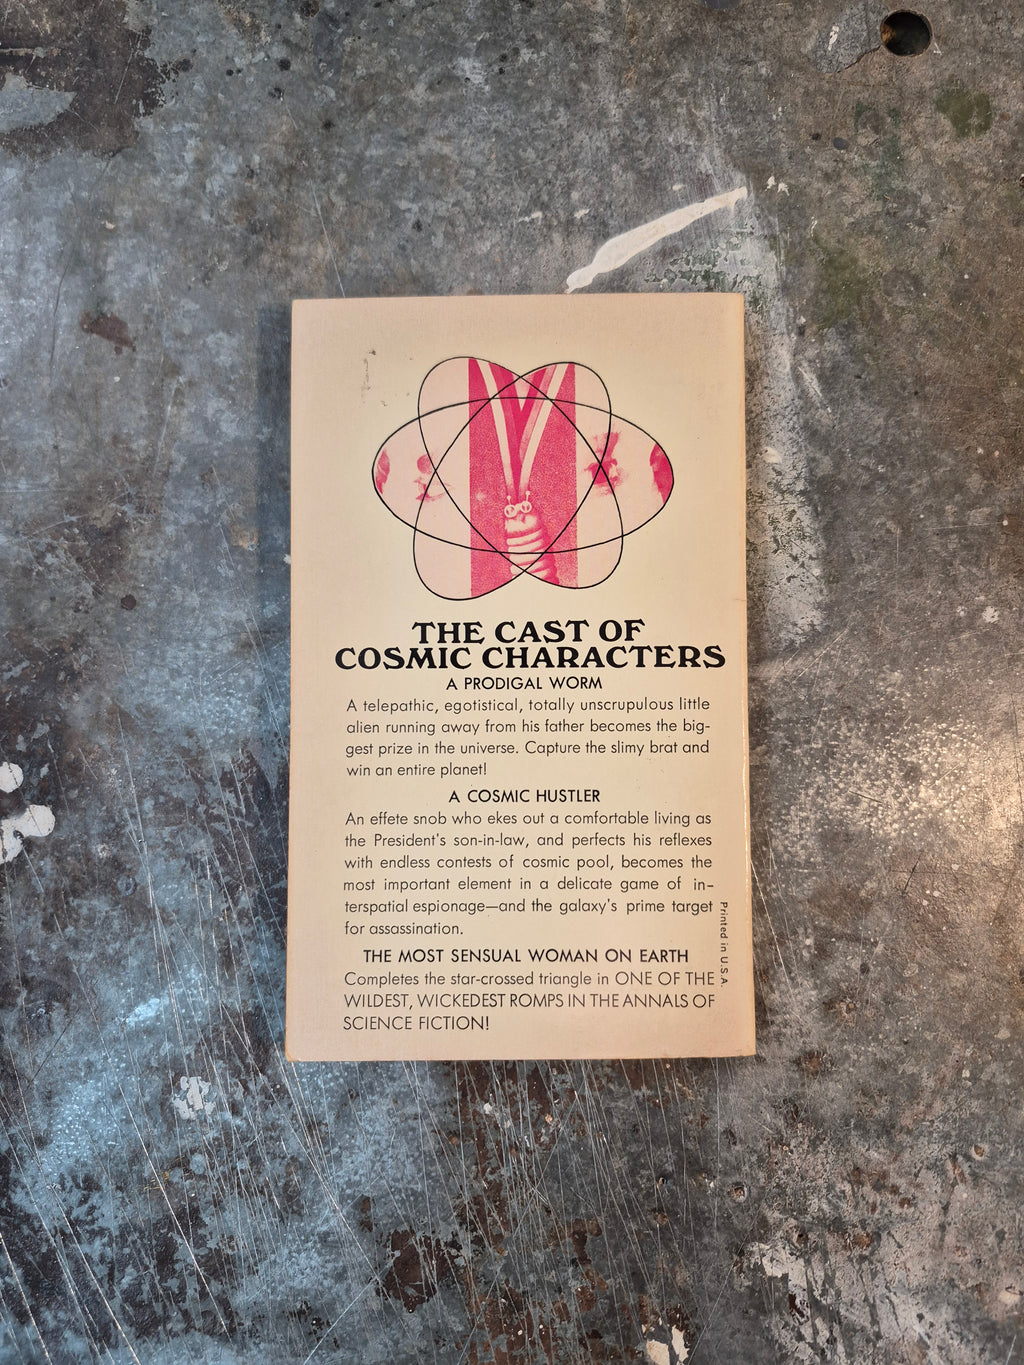 THE CAST OF
COSMIC CHARACTERS
A PRODIGAL WORM
A telepathic, egotistical, totally unscrupulous little
alien running away from his father becomes the big-
gest prize in the universe. Capture the slimy brat and
win an entire planet!
A COSMIC HUSTLER
An effete snob who ekes out a comfortable living as
the President's son-in-law, and perfects his reflexes
with endless contests of cosmic pool, becomes the
most important element in a delicate game of in-
terspatial espionage—and the galaxy's prime target
for assassination.
THE MOST SENSUAL WOMAN ON EARTH
Completes the star-crossed triangle in ONE OF THE
WILDEST, WICKEDEST ROMPS IN THE ANNALS OF
SCIENCE FICTION!
Printed in U.S.A.